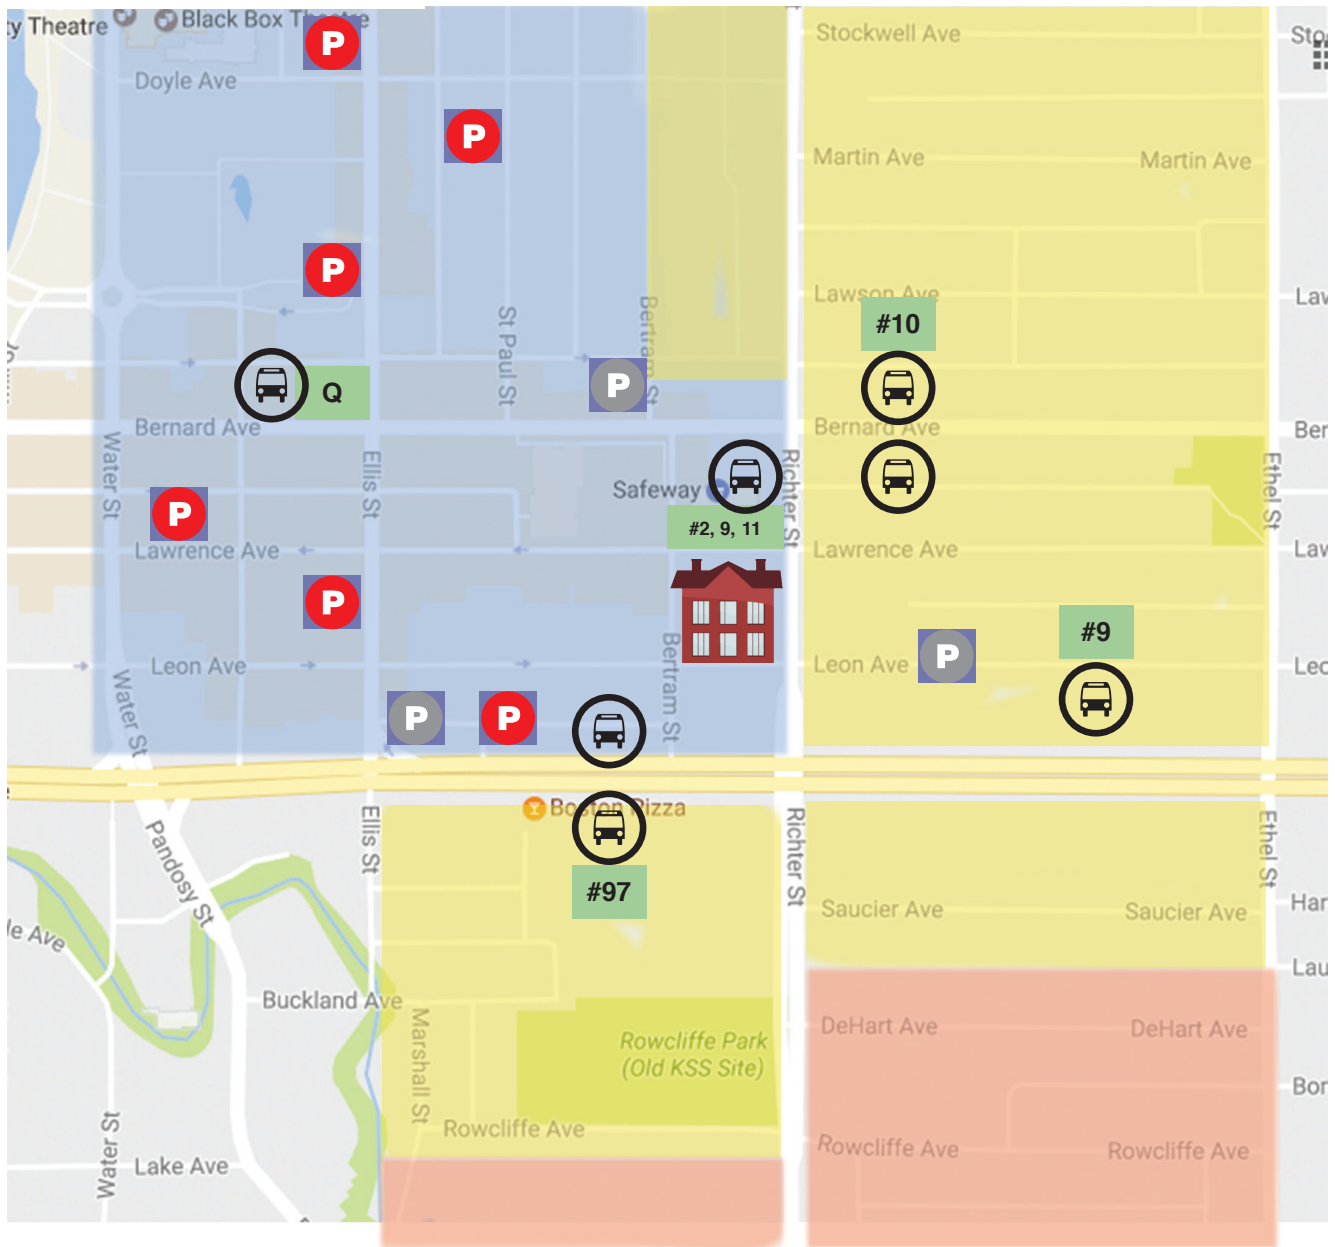 ty Theatre
Black Box Theatre
P
Stockwell Ave
Sto
Doyle Ave
P
Martin Ave
Martin Ave
P
Lawson Ave
Law
#10
St Paul St
Bertram St
P
Q
Bernard Ave
Bernard Ave
Ber
Water St
Ellis St
Richter St
Ethel St
Safeway
P
#2, 9, 11
Lawrence Ave
Lawrence Ave
Law
P
#9
Leon Ave
Bertram St
Leon Ave
P
Leo
Water St
P
P
Boston Pizza
Pandosy St
Ellis St
Richter St
Ethel St
#97
Saucier Ave
Saucier Ave
Har
le Ave
Lau
Buckland Ave
Marshall St
Rowcliffe Park
(Old KSS Site)
DeHart Ave
DeHart Ave
Bor
Rowcliffe Ave
Rowcliffe Ave
Rowcliffe Ave
Water St
Lake Ave